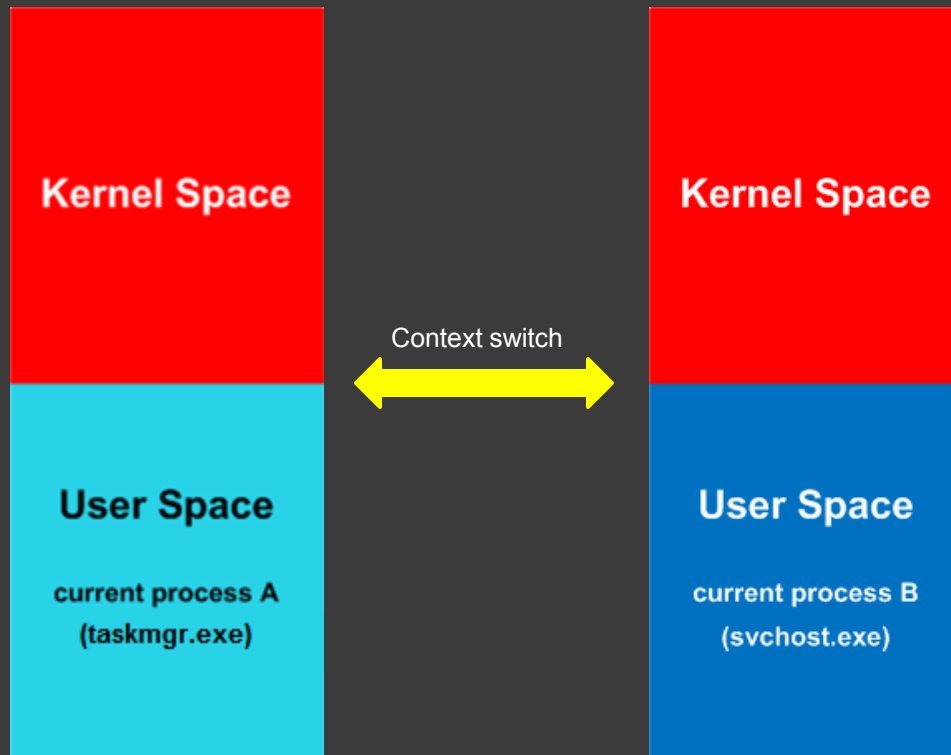 Kernel Space
Kernel Space
Context switch
User Space
current process A
(taskmgr.exe)
User Space
current process B
(svchost.exe)